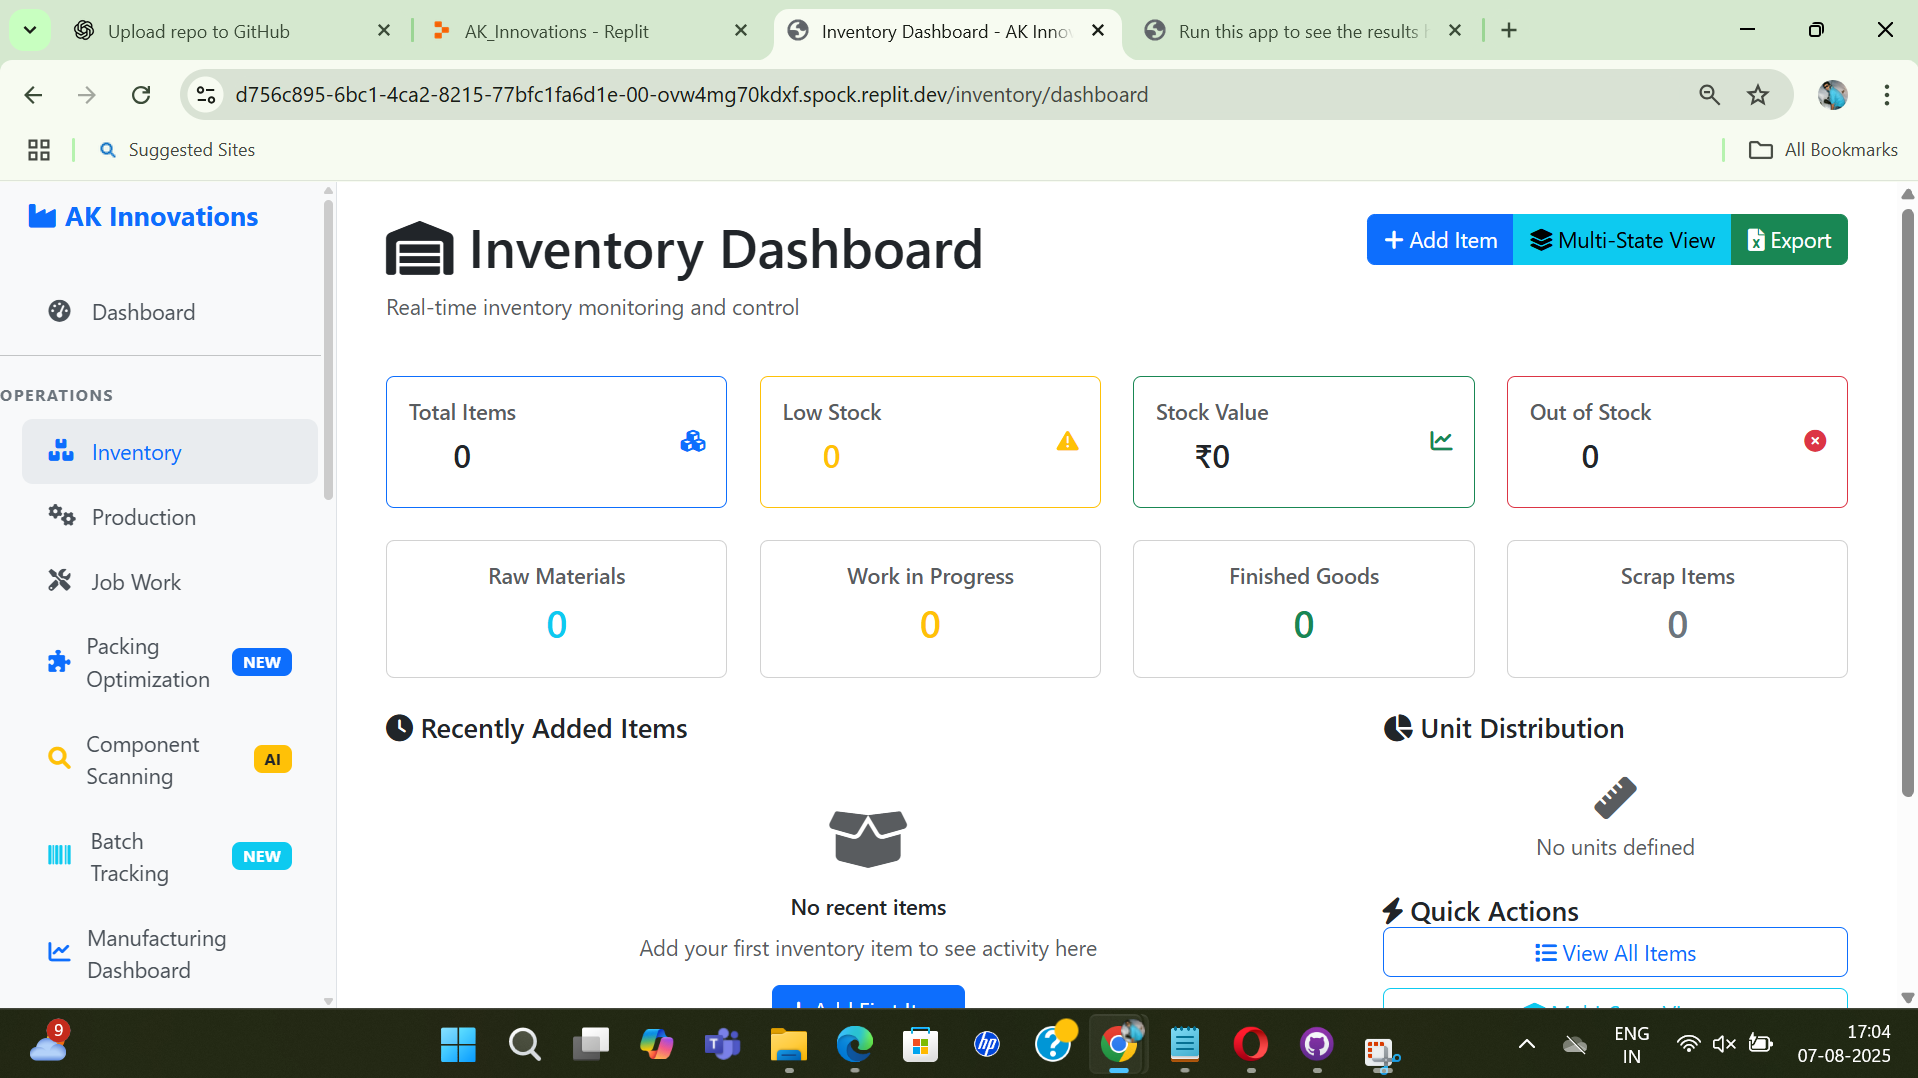 Upload repo to GitHub
AK_Innovations - Replit
Inventory Dashboard - AK Inno
Run this app to see the results
d756c895-6bc1-4ca2-8215-77bfc1fa6d1e-00-ovw4mg70kdxf.spock.replit.dev/inventory/dashboard
Suggested Sites
All Bookmarks
AK Innovations
Dashboard
OPERATIONS
Inventory
Production
Job Work
Packing
Optimization
NEW
Component
Scanning
AI
Batch
Tracking
NEW
Manufacturing
Dashboard
Inventory Dashboard
Real-time inventory monitoring and control
Add Item
Multi-State View
Export
Total Items
0
Low Stock
0
Stock Value
₹0
Out of Stock
0
Raw Materials
0
Work in Progress
0
Finished Goods
0
Scrap Items
0
Recently Added Items
No recent items
Add your first inventory item to see activity here
Unit Distribution
No units defined
Quick Actions
View All Items
9
hp
ENG
IN
17:04
07-08-2025